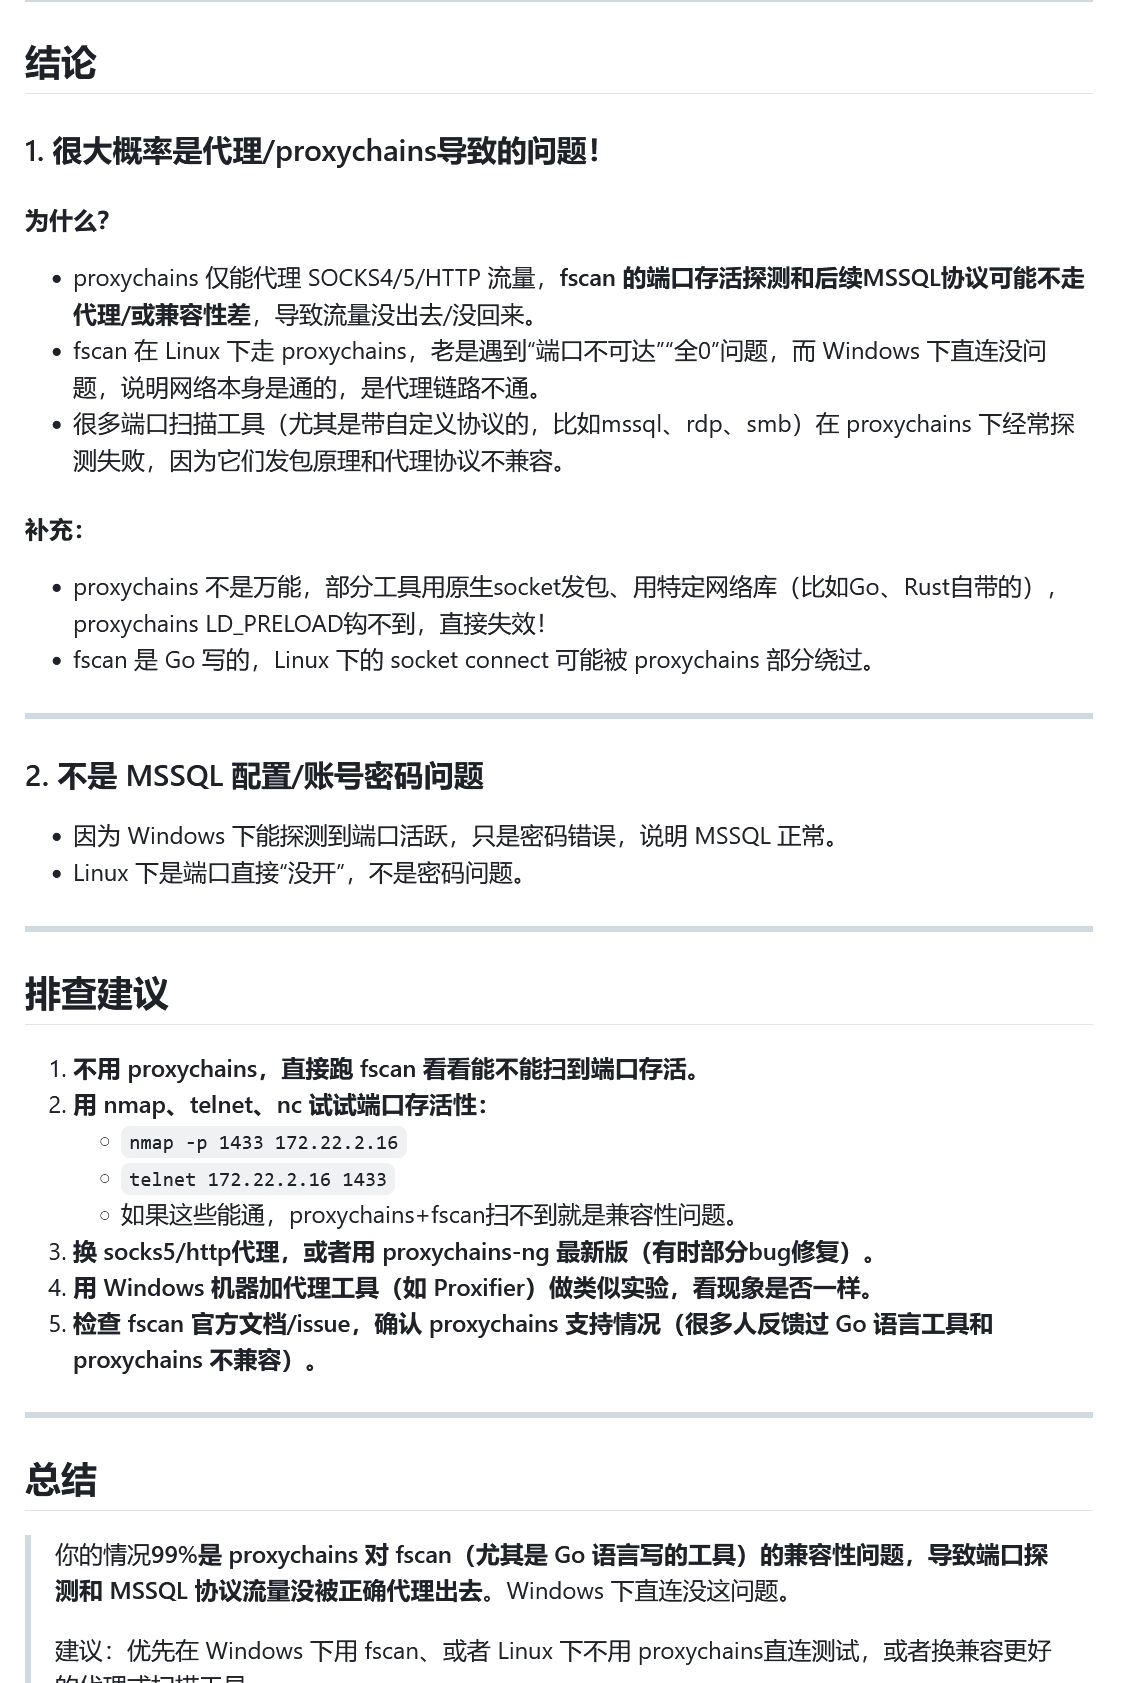 结论
1. 很大概率是代理/proxychains导致的问题！
为什么？
proxychains 仅能代理 SOCKS4/5/HTTP 流量，fscan 的端口存活探测和后续MSSQL协议可能不走
代理/或兼容性差，导致流量没出去/没回来。
fscan 在 Linux 下走 proxychains，老是遇到“端口不可达”“全0”问题，而 Windows 下直连没问
题，说明网络本身是通的，是代理链路不通。
很多端口扫描工具（尤其是带自定义协议的，比如mssql、rdp、smb）在 proxychains 下经常探
测失败，因为它们发包原理和代理协议不兼容。
补充：
proxychains 不是万能，部分工具用原生socket发包、用特定网络库（比如Go、Rust自带的），
proxychains LD_PRELOAD钩不到，直接失效！
fscan 是 Go 写的，Linux 下的 socket connect 可能被 proxychains 部分绕过。
2. 不是 MSSQL 配置/账号密码问题
因为 Windows 下能探测到端口活跃，只是密码错误，说明 MSSQL 正常。
Linux 下是端口直接“没开”，不是密码问题。
排查建议
1. 不用 proxychains，直接跑 fscan 看看能不能扫到端口存活。
2. 用 nmap、telnet、nc 试试端口存活性：
nmap -p 1433 172.22.2.16
telnet 172.22.2.16 1433
如果这些能通，proxychains+fscan扫不到就是兼容性问题。
3. 换 socks5/http代理，或者用 proxychains-ng 最新版（有时部分bug修复）。
4. 用 Windows 机器加代理工具（如 Proxifier）做类似实验，看现象是否一样。
5. 检查 fscan 官方文档/issue，确认 proxychains 支持情况（很多人反馈过 Go 语言工具和
proxychains 不兼容）。
总结
你的情况99%是 proxychains 对 fscan（尤其是 Go 语言写的工具）的兼容性问题，导致端口探
测和 MSSQL 协议流量没被正确代理出去。Windows 下直连没这问题。
建议：优先在 Windows 下用 fscan、或者 Linux 下不用 proxychains直连测试，或者换兼容更好